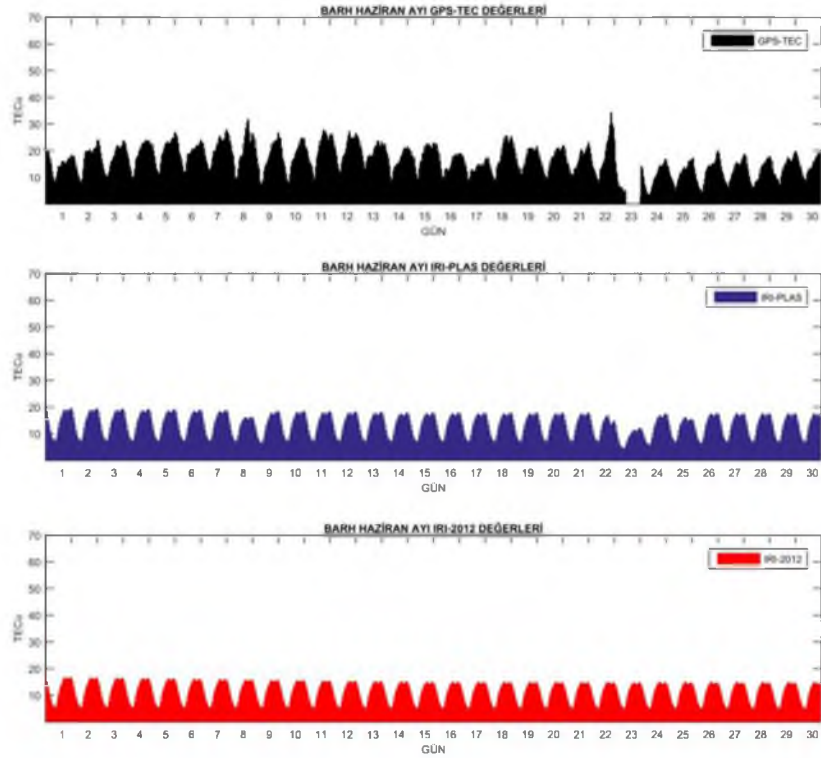 BARH HAZİRAN AYI GPS-TEC DEĞERLERİ
70
60
50
40
30
20
10
TECu
GPS-TEC
1 2 3 4 5 6 7 8 9 10 11 12 13 14 15 16 17 18 19 20 21 22 23 24 25 26 27 28 29 30
GÜN
BARH HAZİRAN AYI IRI-PLAS DEĞERLERİ
70
60
50
40
30
20
10
TECu
IRI-PLAS
1 2 3 4 5 6 7 8 9 10 11 12 13 14 15 16 17 18 19 20 21 22 23 24 25 26 27 28 29 30
GÜN
BARH HAZİRAN AYI IRI-2012 DEĞERLERİ
70
60
50
40
30
20
10
TECu
IRI-2012
1 2 3 4 5 6 7 8 9 10 11 12 13 14 15 16 17 18 19 20 21 22 23 24 25 26 27 28 29 30
GÜN